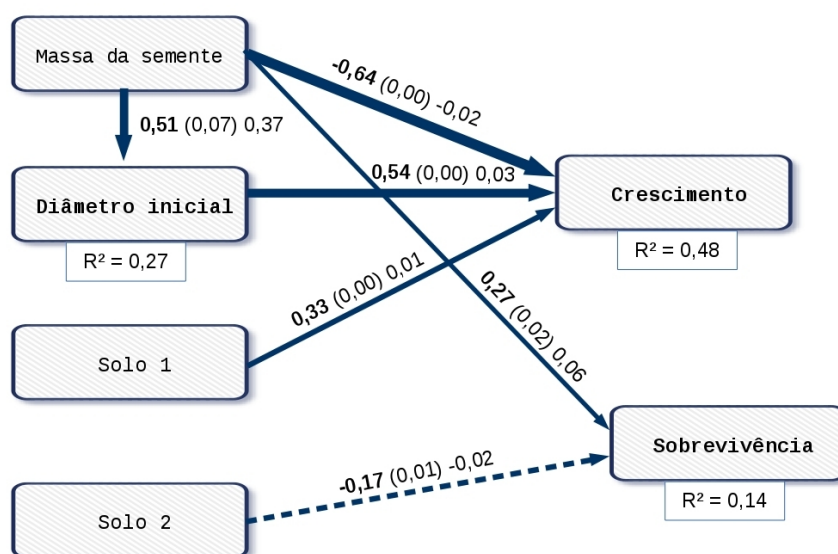 Massa da semente
-0,64 (0,00) -0,02
0,51 (0,07) 0,37
0,54 (0,00) 0,03
Diâmetro inicial
Crescimento
R² = 0,27
R² = 0,48
0,33 (0,00) 0,01
0,27 (0,02) 0,06
Solo 1
Sobrevivência
-0,17 (0,01) -0,02
R² = 0,14
Solo 2